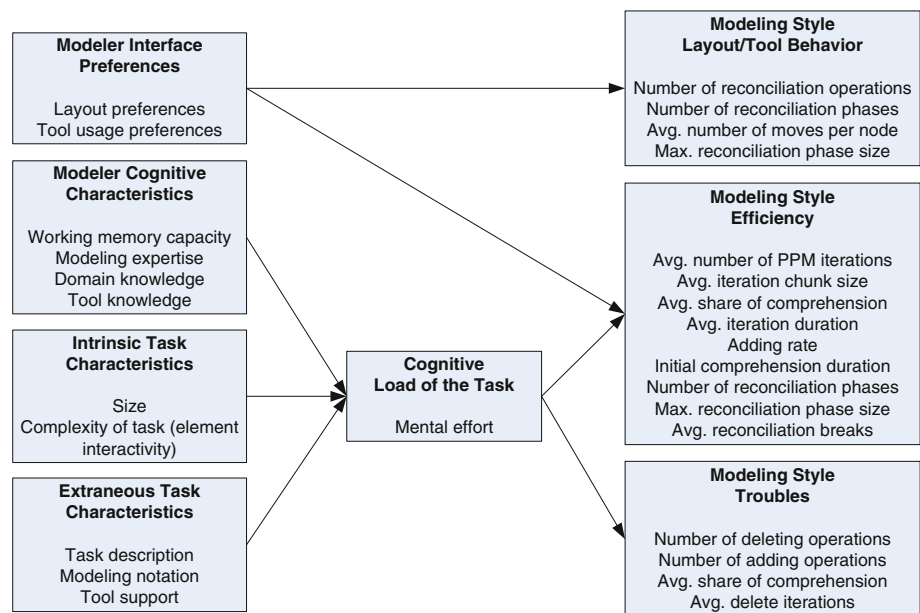 Modeler Interface
Preferences
Layout preferences
Tool usage preferences
Modeler Cognitive
Characteristics
Working memory capacity
Modeling expertise
Domain knowledge
Tool knowledge
Intrinsic Task
Characteristics
Size
Complexity of task (element
interactivity)
Extraneous Task
Characteristics
Task description
Modeling notation
Tool support
Cognitive
Load of the Task
Mental effort
Modeling Style
Layout/Tool Behavior
Number of reconciliation operations
Number of reconciliation phases
Avg. number of moves per node
Max. reconciliation phase size
Modeling Style
Efficiency
Avg. number of PPM iterations
Avg. iteration chunk size
Avg. share of comprehension
Avg. iteration duration
Adding rate
Initial comprehension duration
Number of reconciliation phases
Max. reconciliation phase size
Avg. reconciliation breaks
Modeling Style
Troubles
Number of deleting operations
Number of adding operations
Avg. share of comprehension
Avg. delete iterations